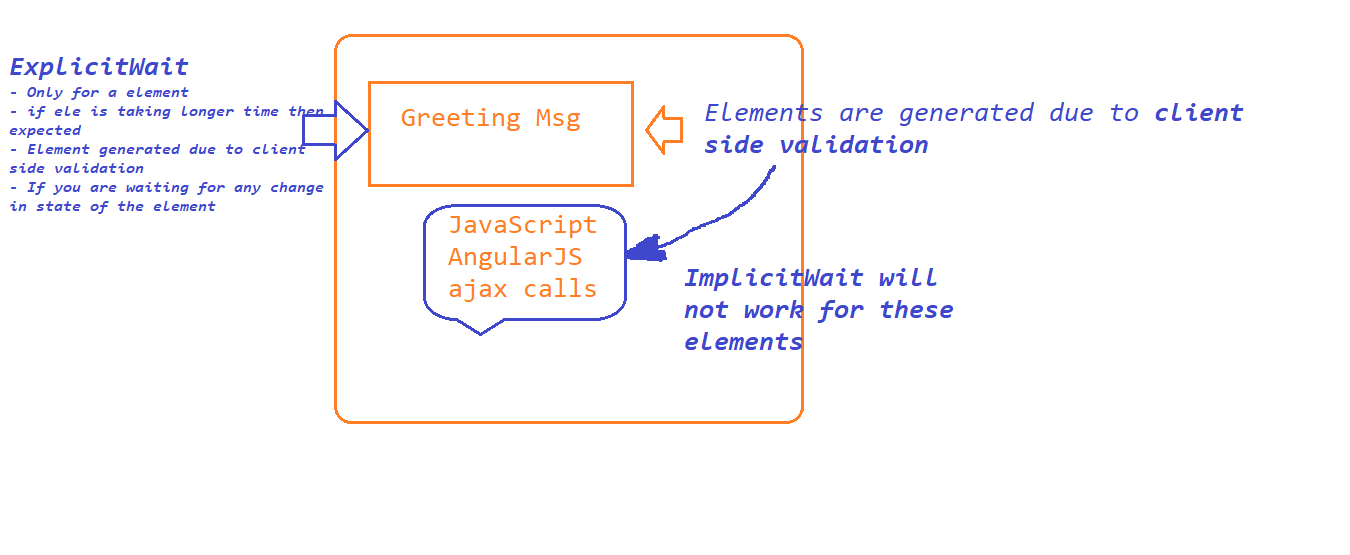 ExplicitWait
- Only for a element
- if ele is taking longer time then
expected
- Element generated due to client
side validation
- If you are waiting for any change
in state of the element
Greeting Msg
Elements are generated due to client
side validation
JavaScript
AngularJS
ajax calls
ImplicitWait will
not work for these
elements